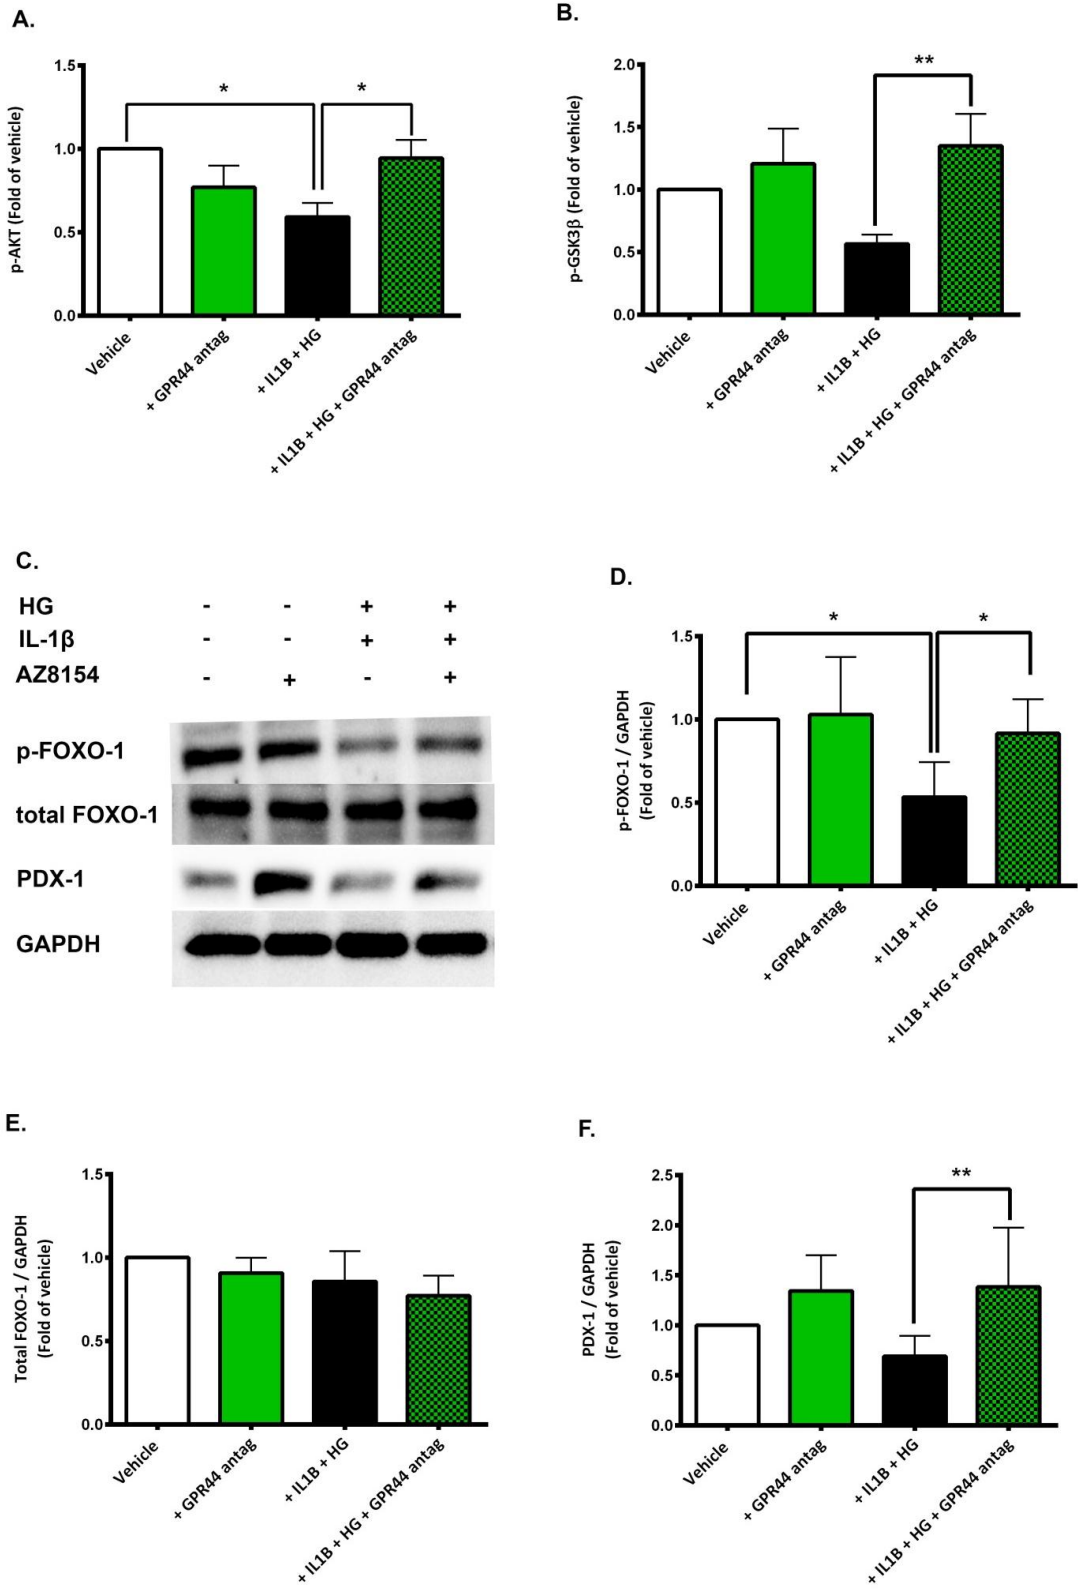 A.
p-AKT (Fold of vehicle)
1.5
1.0
0.5
0.0
*
*
Vehicle
+ GPR44 antag
+ IL1B + HG
+ IL1B + HG + GPR44 antag
B.
p-GSK3β (Fold of vehicle)
2.0
1.5
1.0
0.5
0.0
**
Vehicle
+ GPR44 antag
+ IL1B + HG
+ IL1B + HG + GPR44 antag
C.
HG - - + +
IL-1β - - + +
AZ8154 - + - +
p-FOXO-1
total FOXO-1
PDX-1
GAPDH
D.
p-FOXO-1 / GAPDH
(Fold of vehicle)
1.5
1.0
0.5
0.0
*
*
Vehicle
+ GPR44 antag
+ IL1B + HG
+ IL1B + HG + GPR44 antag
E.
Total FOXO-1 / GAPDH
(Fold of vehicle)
1.5
1.0
0.5
0.0
Vehicle
+ GPR44 antag
+ IL1B + HG
+ IL1B + HG + GPR44 antag
F.
PDX-1 / GAPDH
(Fold of vehicle)
2.5
2.0
1.5
1.0
0.5
0.0
**
Vehicle
+ GPR44 antag
+ IL1B + HG
+ IL1B + HG + GPR44 antag